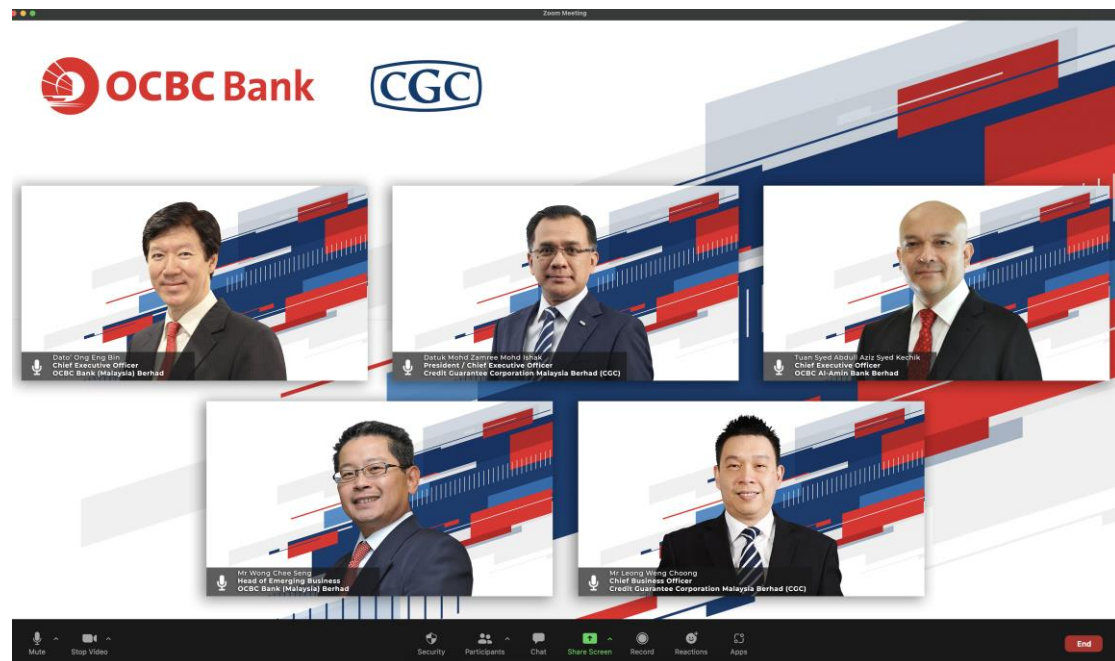 Zoom Meeting
OCBC Bank
CGC
Dato' Ong Eng Bin
Chief Executive Officer
OCBC Bank (Malaysia) Berhad
Datuk Mohd Zamree Mohd Ishak
President / Chief Executive Officer
Credit Guarantee Corporation Malaysia Berhad (CGC)
Tuan Syed Abdull Aziz Syed Kechik
Chief Executive Officer
OCBC Al-Amin Bank Berhad
Mr Wong Chee Seng
Head of Emerging Business
OCBC Bank (Malaysia) Berhad
Mr Leong Weng Choong
Chief Business Officer
Credit Guarantee Corporation Malaysia Berhad (CGC)
Mute
Stop Video
Security
Participants
Chat
Share Screen
Record
Reactions
Apps
End